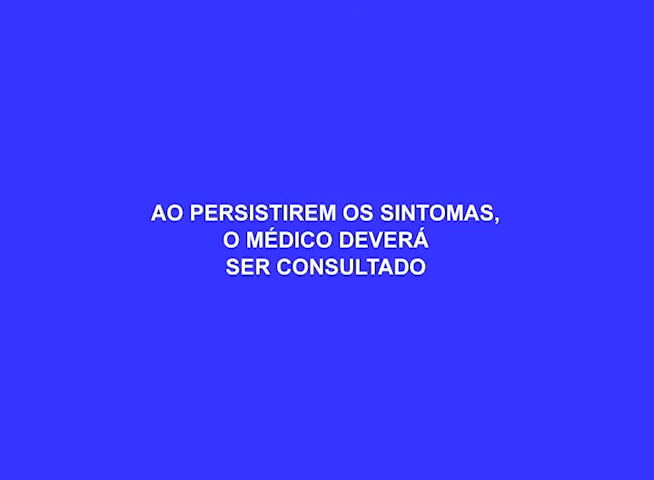 AO PERSISTIREM OS SINTOMAS,
O MÉDICO DEVERÁ
SER CONSULTADO